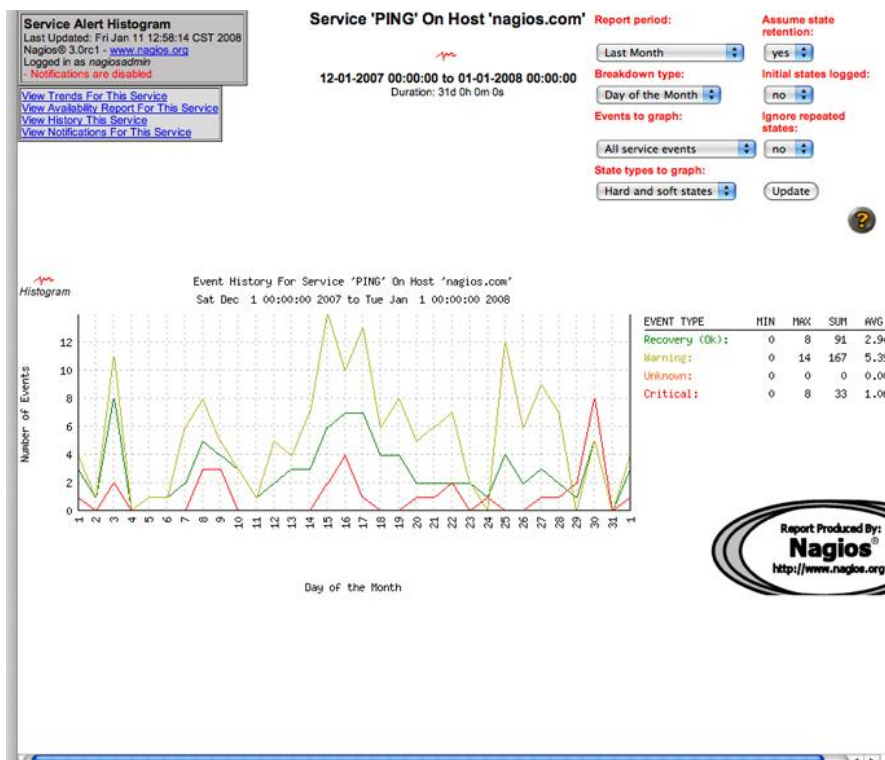 Service Alert Histogram
Last Updated: Fri Jan 11 12:58:14 CST 2008
Nagios® 3.0rc1 - www.nagios.org
Logged in as nagiosadmin
- Notifications are disabled
View Trends For This Service
View Availability Report For This Service
View History This Service
View Notifications For This Service
Service 'PING' On Host 'nagios.com'
12-01-2007 00:00:00 to 01-01-2008 00:00:00
Duration: 31d 0h 0m 0s
Report period:
Assume state
retention:
Last Month
yes
Breakdown type:
Initial states logged:
Day of the Month
no
Events to graph:
Ignore repeated
states:
All service events
no
State types to graph:
Hard and soft states
Update
?
Histogram
Event History For Service 'PING' On Host 'nagios.com'
Sat Dec 1 00:00:00 2007 to Tue Jan 1 00:00:00 2008
Number of Events
12
10
8
6
4
2
0
1 2 3 4 5 6 7 8 9 10 11 12 13 14 15 16 17 18 19 20 21 22 23 24 25 26 27 28 29 30 31 1
Day of the Month
EVENT TYPE MIN MAX SUM AVG
Recovery (Ok): 0 8 91 2.94
Warning: 0 14 167 5.39
Unknown: 0 0 0 0.00
Critical: 0 8 33 1.06
Report Produced By:
Nagios®
http://www.nagios.org